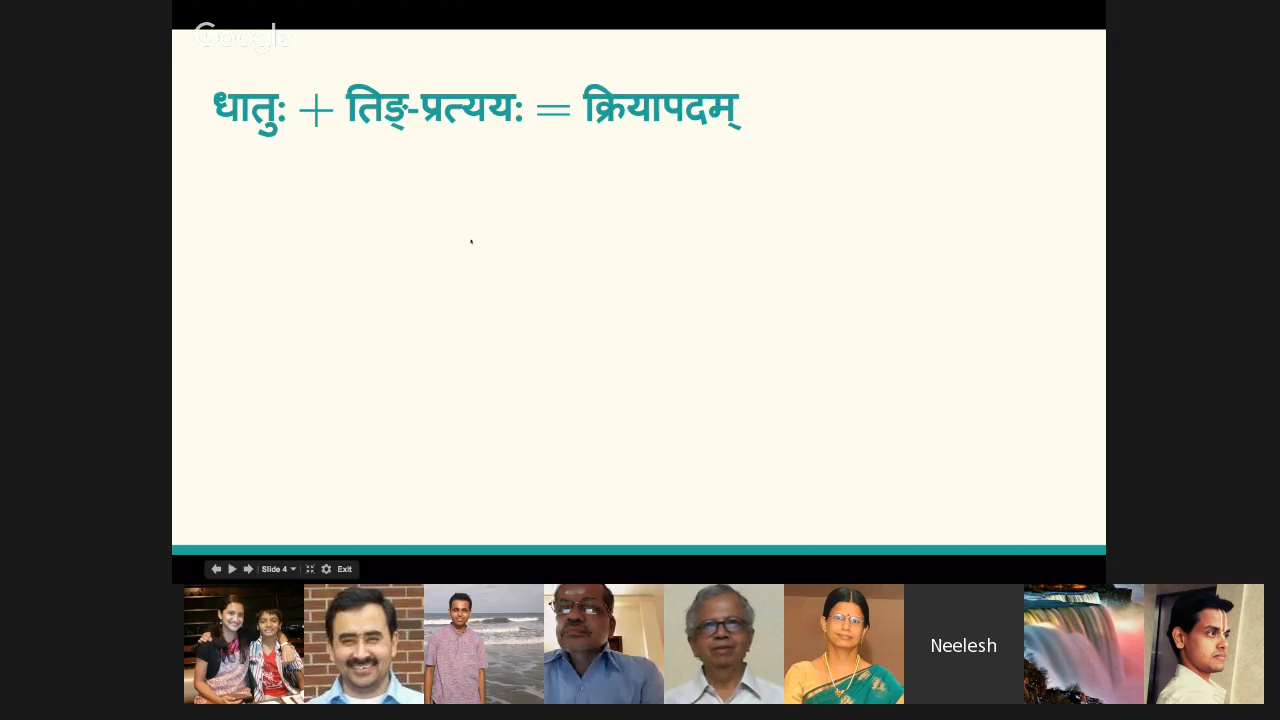 Google
धातुः + तिङ्-प्रत्ययः = क्रियापदम्
Slide 4
Exit
Neelesh